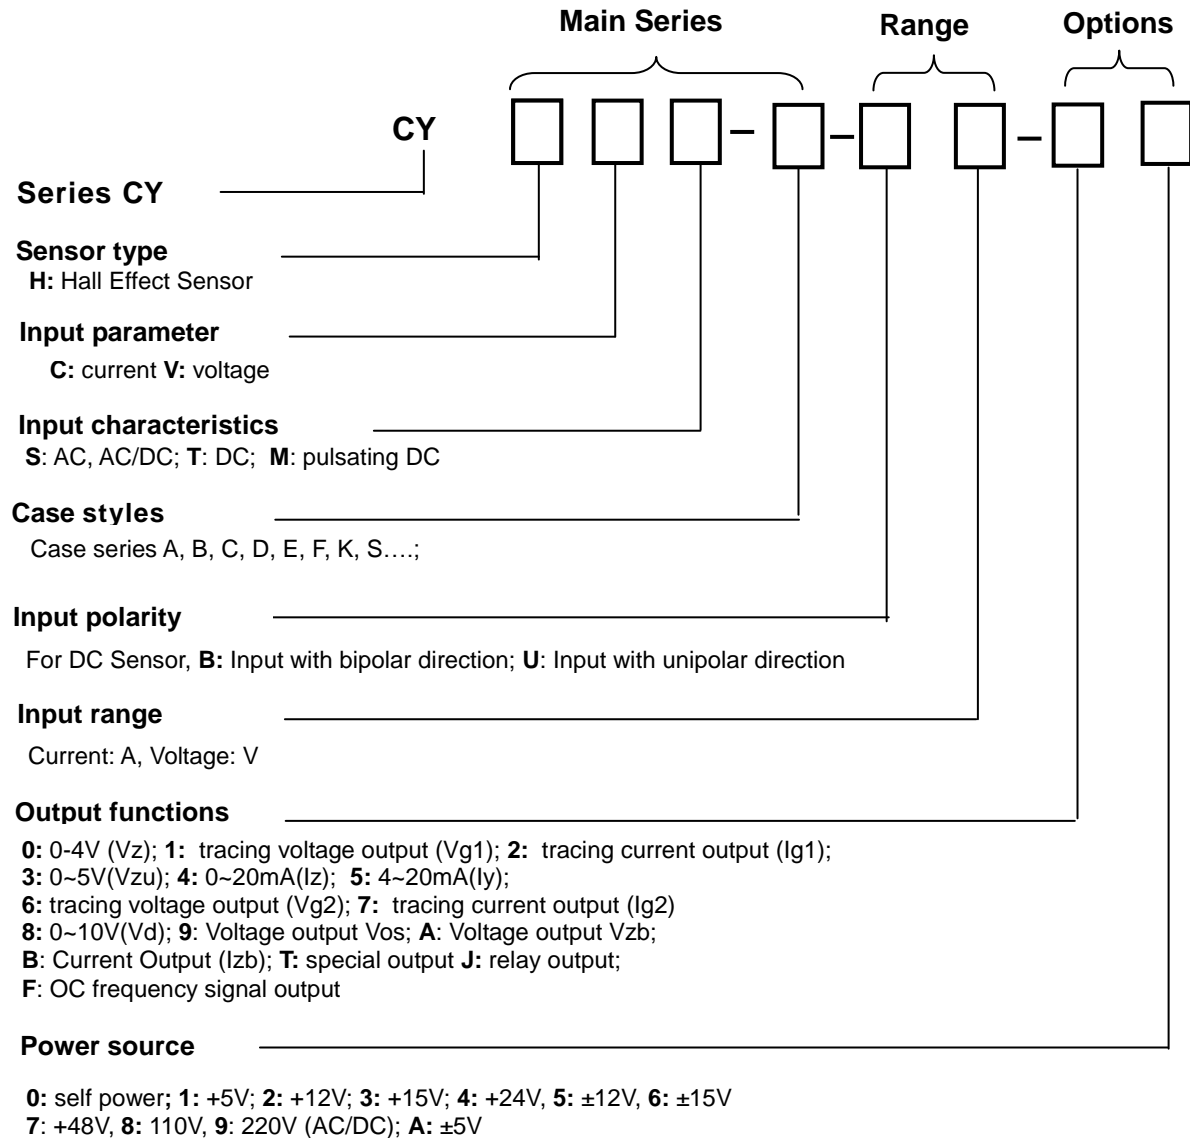 Main Series
Range
Options
CY
Series CY
Sensor type
H: Hall Effect Sensor
Input parameter
C: current V: voltage
Input characteristics
S: AC, AC/DC; T: DC; M: pulsating DC
Case styles
Case series A, B, C, D, E, F, K, S….;
Input polarity
For DC Sensor, B: Input with bipolar direction; U: Input with unipolar direction
Input range
Current: A, Voltage: V
Output functions
0: 0-4V (Vz); 1: tracing voltage output (Vg1); 2: tracing current output (Ig1);
3: 0~5V(Vzu); 4: 0~20mA(Iz); 5: 4~20mA(Iy);
6: tracing voltage output (Vg2); 7: tracing current output (Ig2)
8: 0~10V(Vd); 9: Voltage output Vos; A: Voltage output Vzb;
B: Current Output (Izb); T: special output J: relay output;
F: OC frequency signal output
Power source
0: self power; 1: +5V; 2: +12V; 3: +15V; 4: +24V, 5: ±12V, 6: ±15V
7: +48V, 8: 110V, 9: 220V (AC/DC); A: ±5V